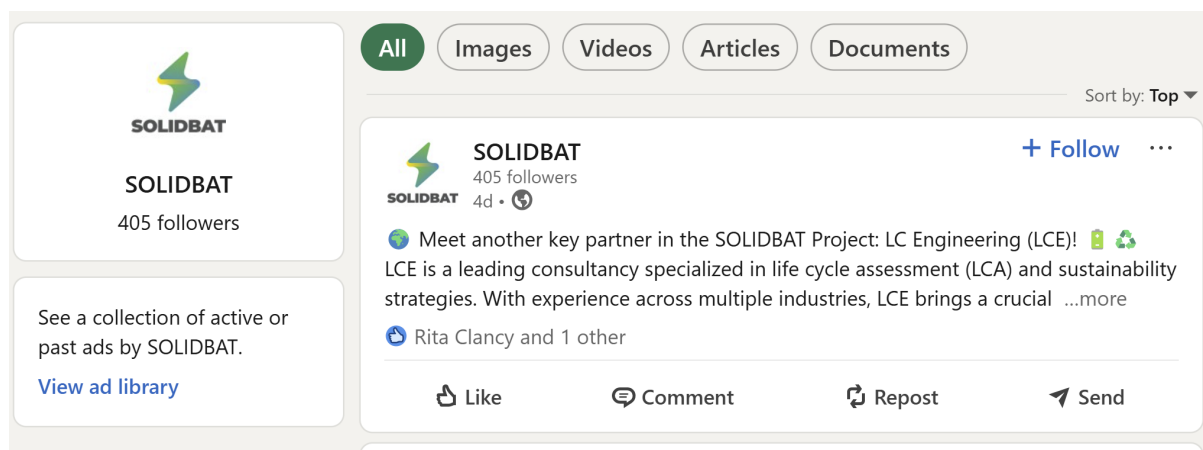 SOLIDBAT
SOLIDBAT
405 followers
See a collection of active or
past ads by SOLIDBAT.
View ad library
All
Images
Videos
Articles
Documents
Sort by: Top
SOLIDBAT
SOLIDBAT
405 followers
4d •
+ Follow
🌍 Meet another key partner in the SOLIDBAT Project: LC Engineering (LCE)! 🔋 ♻️
LCE is a leading consultancy specialized in life cycle assessment (LCA) and sustainability
strategies. With experience across multiple industries, LCE brings a crucial ...more
Rita Clancy and 1 other
Like
Comment
Repost
Send